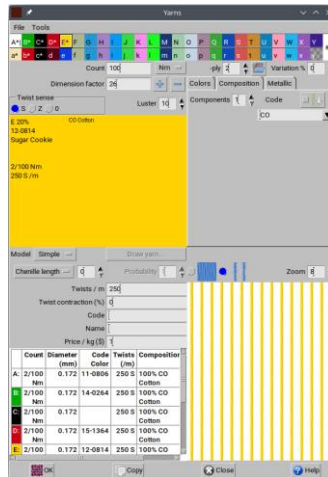 Yarns
File Tools
A* B* C* D* E* F G H I J K L M N O P Q R S T U V W X Y
a* b* c* d* e f g h i j k l m n o p q r s t u v w x y
Count 100 Nm -ply 2 Variation % 0
Dimension factor 26 Colors Composition Metallic
Twist sense
S Z 0 Luster 10 Components 1 Code
CO
E 20% CO Cotton
12-0814
Sugar Cookie
2/100 Nm
250 S /m
Model Simple Draw yarn...
Chenille length 0 Probability 1 Zoom 8
Twists / m 250
Twist contraction (%) 0
Code
Name
Price / kg ($) 1
Count Diameter (mm) Code Color Twists (/m) Composition
A: 2/100 Nm 0.172 11-0806 250 S 100% CO Cotton
B: 2/100 Nm 0.172 14-0264 250 S 100% CO Cotton
C: 2/100 Nm 0.172 250 S 100% CO Cotton
D: 2/100 Nm 0.172 15-1364 250 S 100% CO Cotton
E: 2/100 0.172 12-0814 250 S 100% CO
OK Copy Close Help